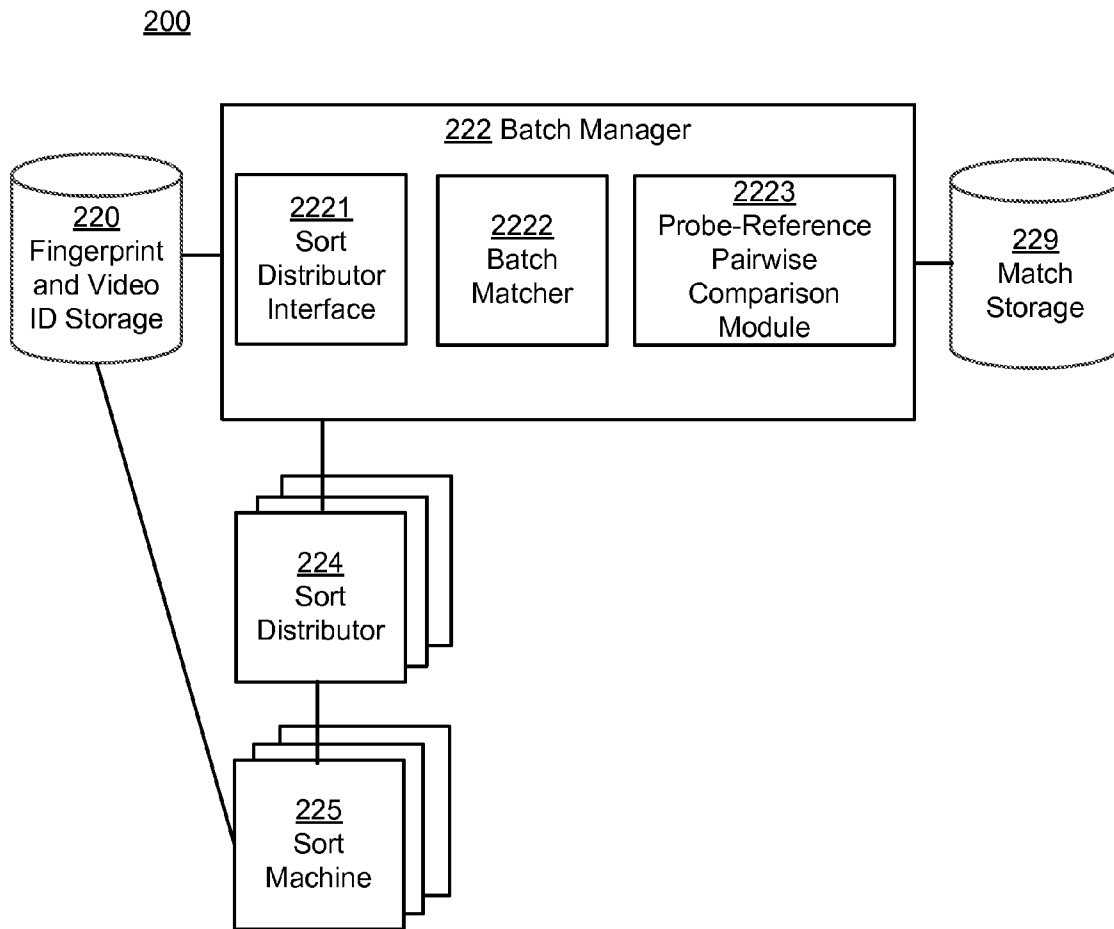 200
222 Batch Manager
220
Fingerprint
and Video
ID Storage
2221
Sort
Distributor
Interface
2222
Batch
Matcher
2223
Probe-Reference
Pairwise
Comparison
Module
229
Match
Storage
224
Sort
Distributor
225
Sort
Machine